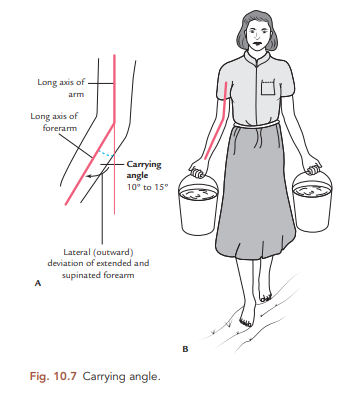 Long axis of
arm
Long axis of
forearm
Carrying
angle
10° to 15°
Lateral (outward)
deviation of extended and
supinated forearm
A
B
Fig. 10.7 Carrying angle.